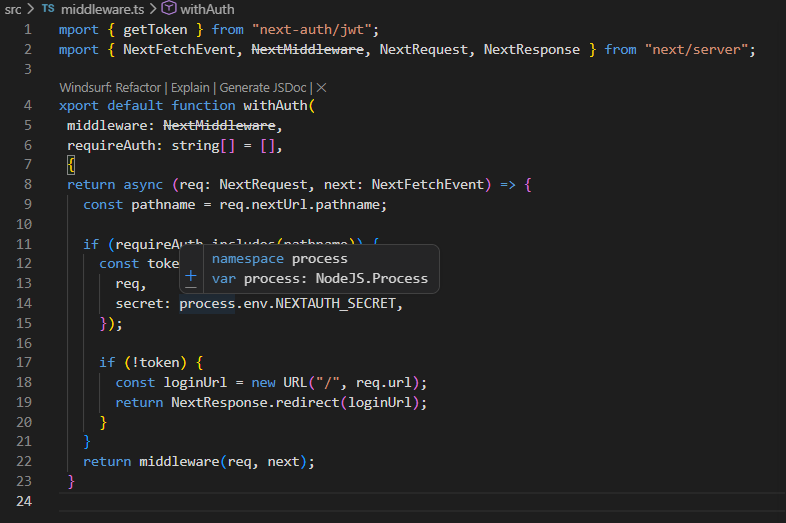 src > TS middleware.ts > withAuth
1 mport { getToken } from "next-auth/jwt";
2 mport { NextFetchEvent, NextMiddleware, NextRequest, NextResponse } from "next/server";
3
Windsurf: Refactor | Explain | Generate JSDoc | ×
4 xport default function withAuth(
5 middleware: NextMiddleware,
6 requireAuth: string[] = [],
7 {
8 return async (req: NextRequest, next: NextFetchEvent) => {
9 const pathname = req.nextUrl.pathname;
10
11 if (requireAuth.includes(pathname)) {
namespace process
12 const toke
var process: NodeJS.Process
13 req,
14 secret: process.env.NEXTAUTH_SECRET,
15 });
16
17 if (!token) {
18 const loginUrl = new URL("/", req.url);
19 return NextResponse.redirect(loginUrl);
20 }
21 }
22 return middleware(req, next);
23 }
24